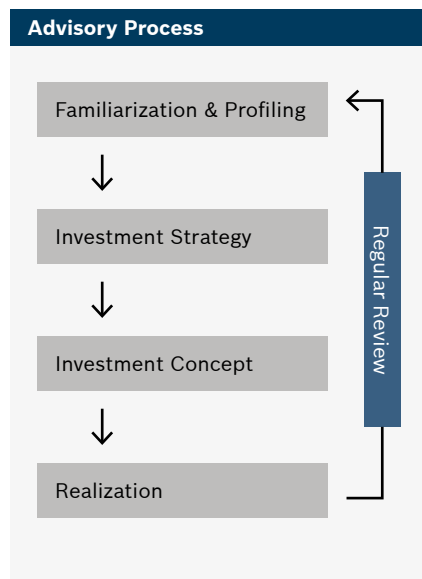 Advisory Process
Familiarization & Profiling
Investment Strategy
Investment Concept
Realization
Regular Review